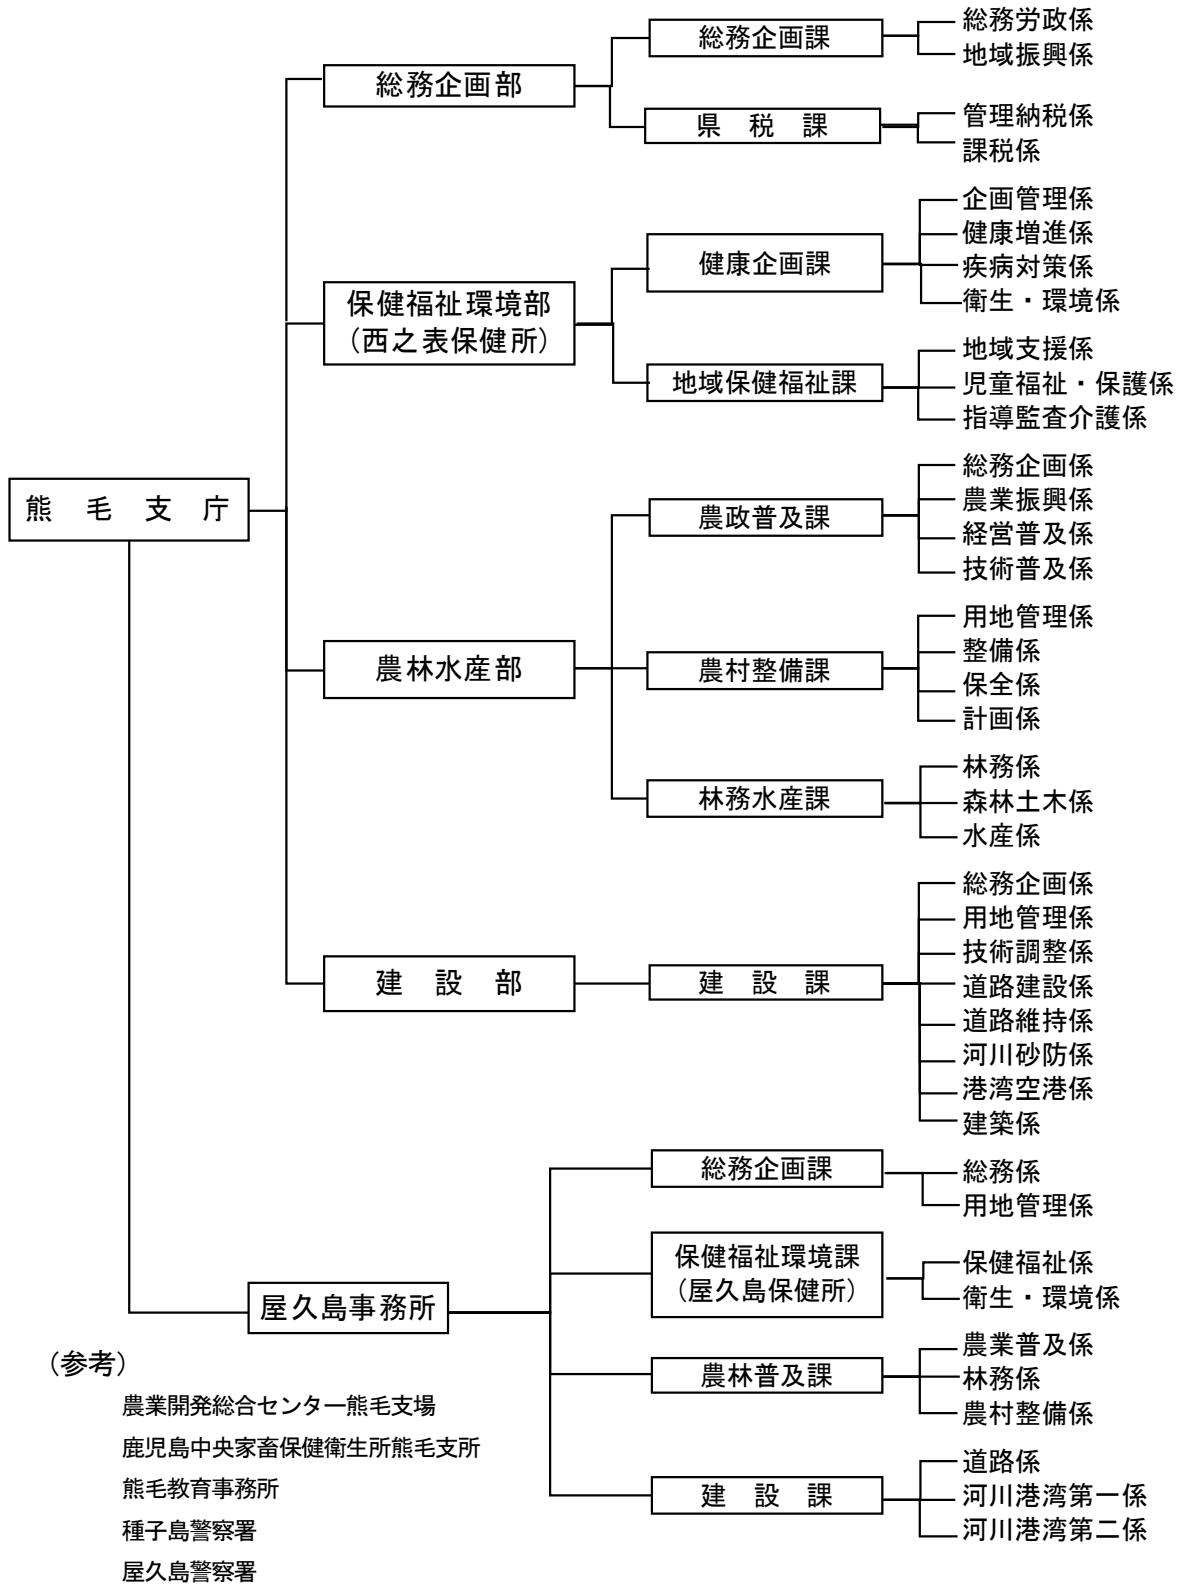 熊　毛　支　庁
総務企画部
総務企画課
総務労政係
地域振興係
県　税　課
管理納税係
課税係
保健福祉環境部
（西之表保健所）
健康企画課
企画管理係
健康増進係
疾病対策係
衛生・環境係
地域保健福祉課
地域支援係
児童福祉・保護係
指導監査介護係
農林水産部
農政普及課
総務企画係
農業振興係
経営普及係
技術普及係
農村整備課
用地管理係
整備係
保全係
計画係
林務水産課
林務係
森林土木係
水産係
建　設　部
建　設　課
総務企画係
用地管理係
技術調整係
道路建設係
道路維持係
河川砂防係
港湾空港係
建築係
屋久島事務所
総務企画課
総務係
用地管理係
保健福祉環境課
（屋久島保健所）
保健福祉係
衛生・環境係
農林普及課
農業普及係
林務係
農村整備係
建　設　課
道路係
河川港湾第一係
河川港湾第二係
（参考）
農業開発総合センター熊毛支場
鹿児島中央家畜保健衛生所熊毛支所
熊毛教育事務所
種子島警察署
屋久島警察署